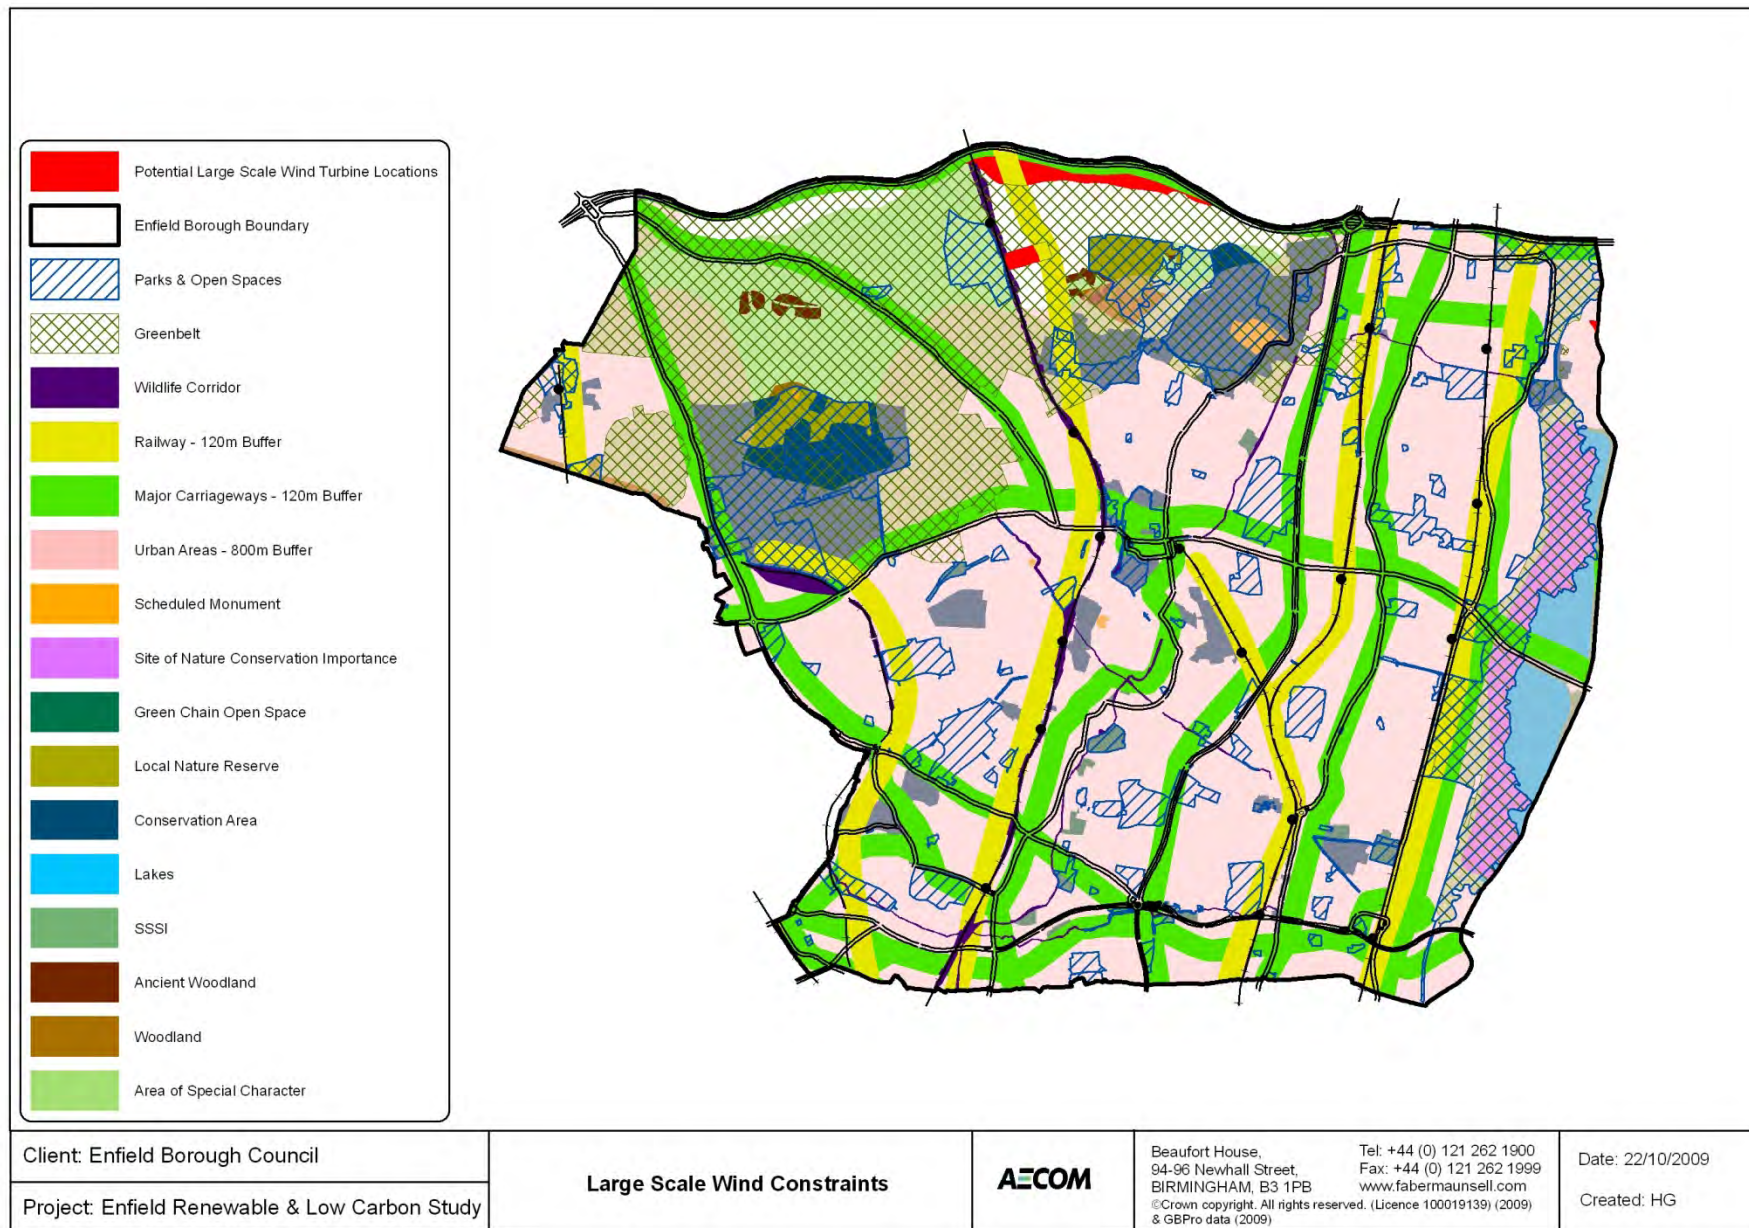 Potential Large Scale Wind Turbine Locations
Enfield Borough Boundary
Parks & Open Spaces
Greenbelt
Wildlife Corridor
Railway - 120m Buffer
Major Carriageways - 120m Buffer
Urban Areas - 800m Buffer
Scheduled Monument
Site of Nature Conservation Importance
Green Chain Open Space
Local Nature Reserve
Conservation Area
Lakes
SSSI
Ancient Woodland
Woodland
Area of Special Character
Client: Enfield Borough Council
Project: Enfield Renewable & Low Carbon Study
Large Scale Wind Constraints
AECOM
Beaufort House,
94-96 Newhall Street,
BIRMINGHAM, B3 1PB
Tel: +44 (0) 121 262 1900
Fax: +44 (0) 121 262 1999
www.fabermaunsell.com
©Crown copyright. All rights reserved. (Licence 100019139) (2009)
& GBPro data (2009)
Date: 22/10/2009
Created: HG